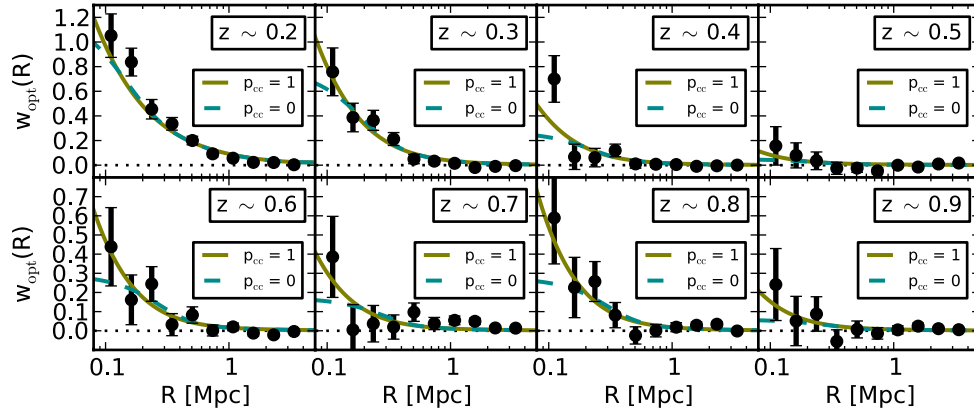 1.2
1.0
0.8
0.6
0.4
0.2
0.0
w_opt(R)
z ~ 0.2
p_cc = 1
p_cc = 0
z ~ 0.3
p_cc = 1
p_cc = 0
z ~ 0.4
p_cc = 1
p_cc = 0
z ~ 0.5
p_cc = 1
p_cc = 0
0.7
0.6
0.5
0.4
0.3
0.2
0.1
0.0
w_opt(R)
z ~ 0.6
p_cc = 1
p_cc = 0
z ~ 0.7
p_cc = 1
p_cc = 0
z ~ 0.8
p_cc = 1
p_cc = 0
z ~ 0.9
p_cc = 1
p_cc = 0
0.1 1 0.1 1 0.1 1 0.1 1
R [Mpc] R [Mpc] R [Mpc] R [Mpc]